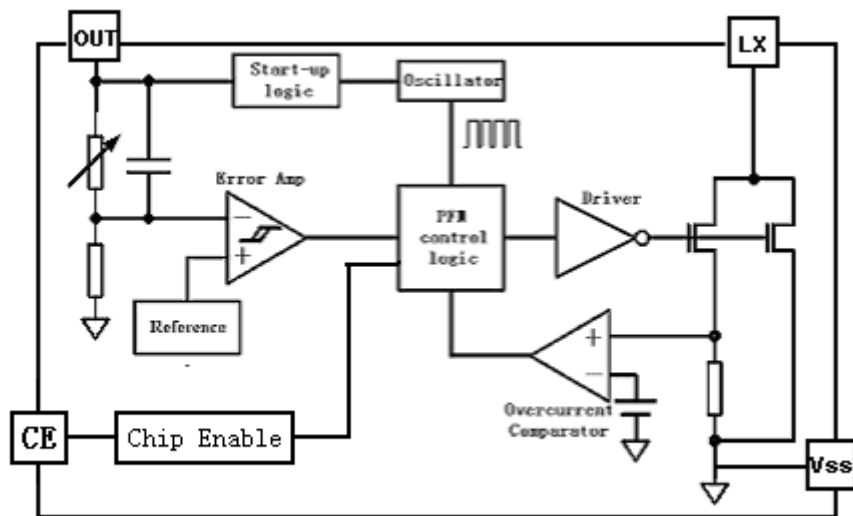 OUT
LX
Start-up
logic
Oscillator
Error Amp
Driver
PFM
control
logic
Reference
Overcurrent
Comparator
CE
Chip Enable
Vss